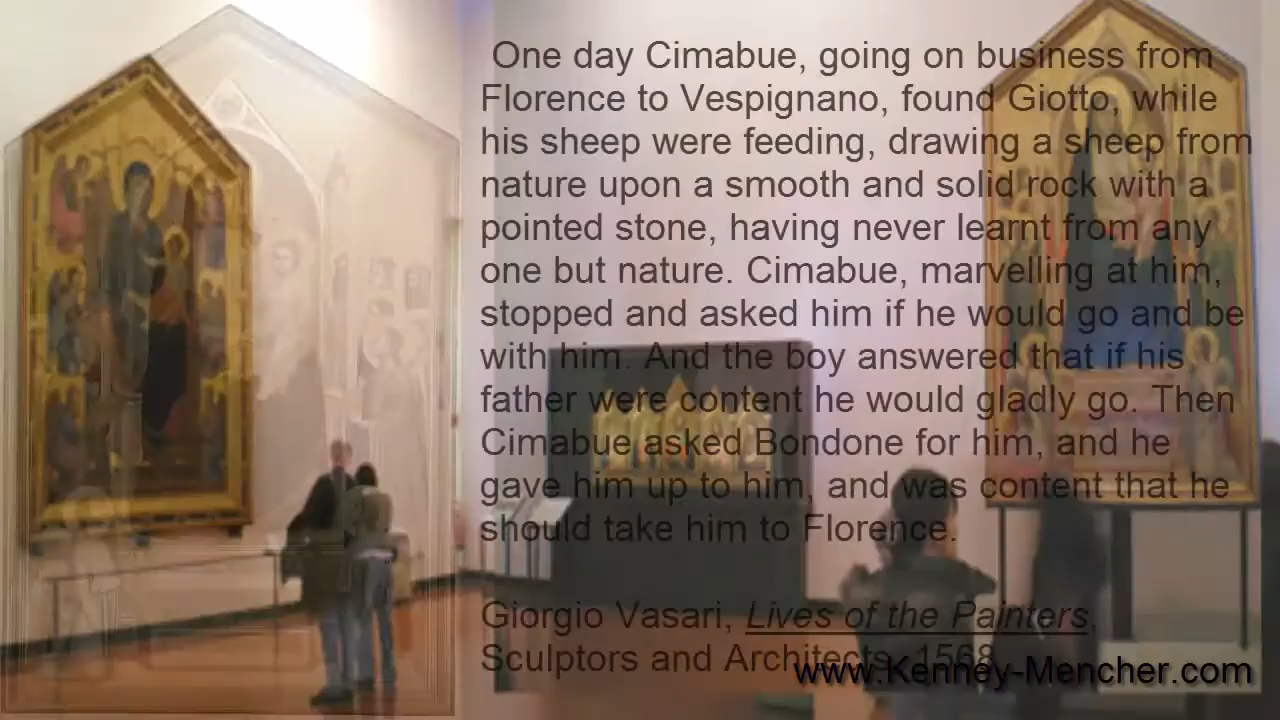 One day Cimabue, going on business from
Florence to Vespignano, found Giotto, while
his sheep were feeding, drawing a sheep from
nature upon a smooth and solid rock with a
pointed stone, having never learnt from any
one but nature. Cimabue, marvelling at him,
stopped and asked him if he would go and be
with him. And the boy answered that if his
father were content he would gladly go. Then
Cimabue asked Bondone for him, and he
gave him up to him, and was content that he
should take him to Florence.
Giorgio Vasari, Lives of the Painters,
Sculptors and Architects, 1568
www.Kenney-Mencher.com